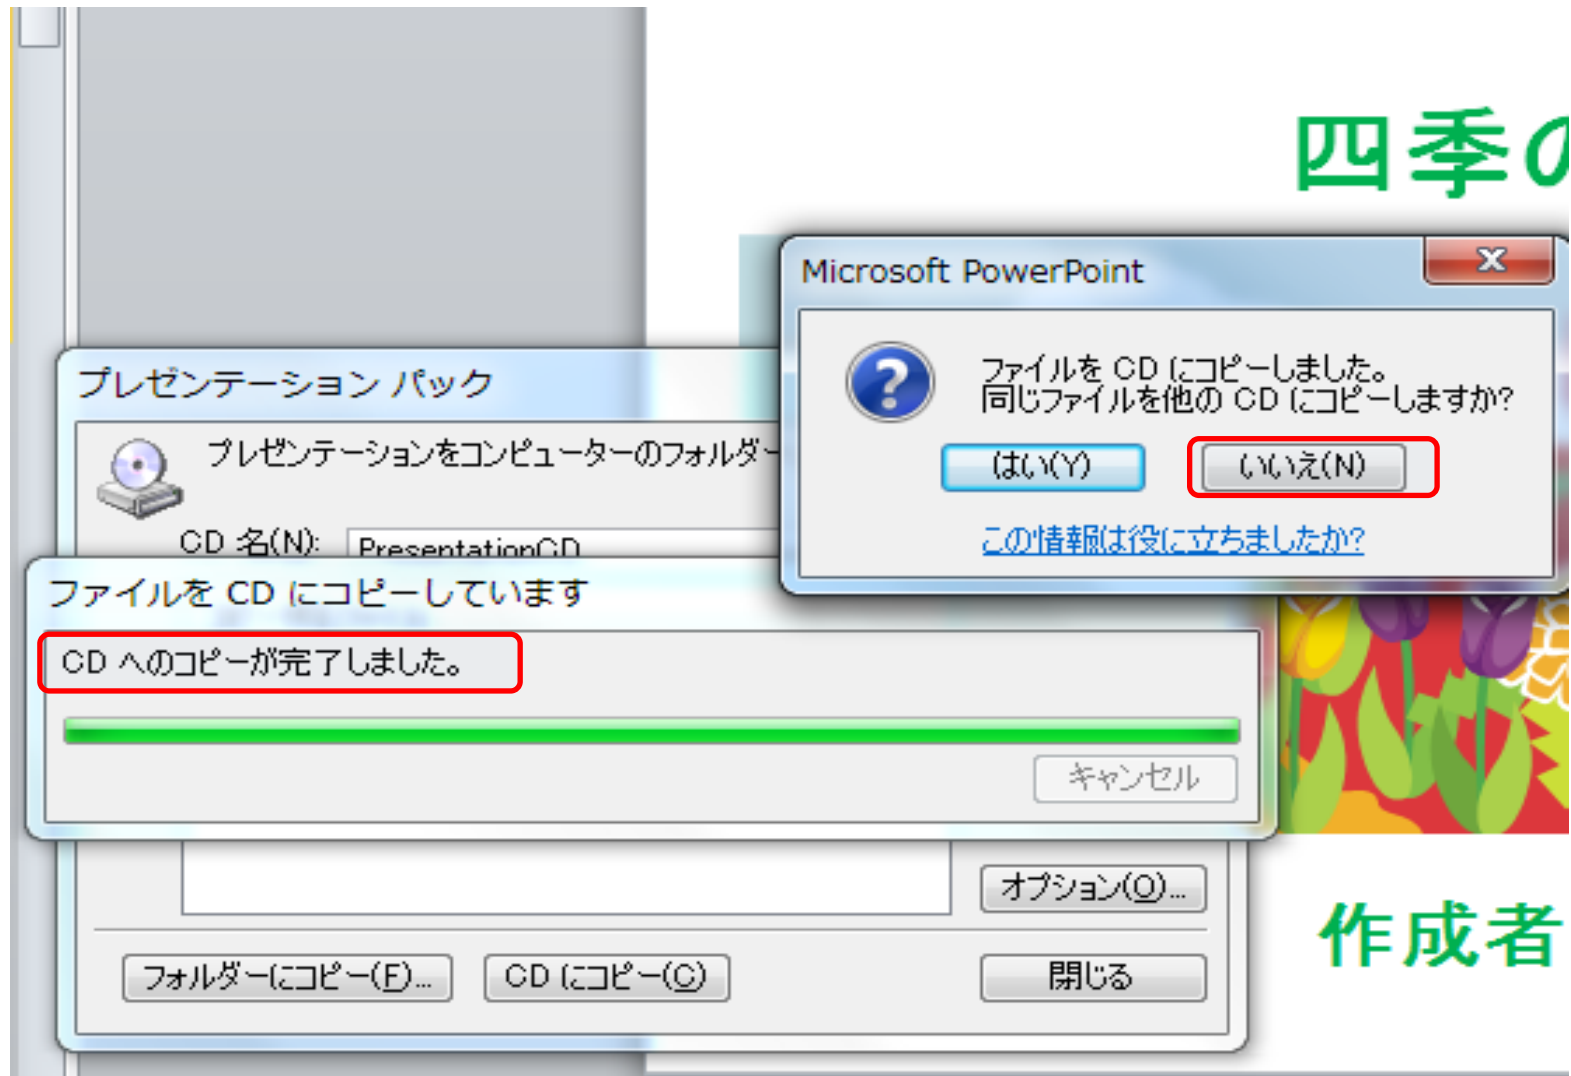 四季の
Microsoft PowerPoint
ファイルを CD にコピーしました。
同じファイルを他の CD にコピーしますか?
はい(Y)
いいえ(N)
この情報は役に立ちましたか?
プレゼンテーション パック
プレゼンテーションをコンピューターのフォルダー
CD 名(N):
PresentationCD
ファイルを CD にコピーしています
CD へのコピーが完了しました。
キャンセル
オプション(O)...
フォルダーにコピー(F)...
CD にコピー(C)
閉じる
作成者